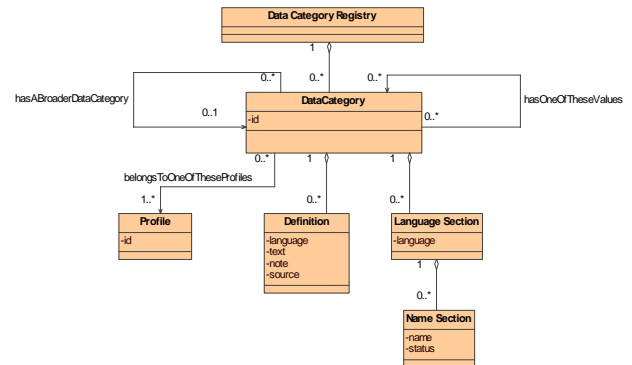 Data Category Registry
1
0..*
0..*
0..*
hasABroaderDataCategory
hasOneOfTheseValues
DataCategory
0..1
-id
0..*
0..*
1
1
belongsToOneOfTheseProfiles
1..*
0..*
0..*
Profile
-id
Definition
-language
-text
-note
-source
Language Section
-language
1
0..*
Name Section
-name
-status